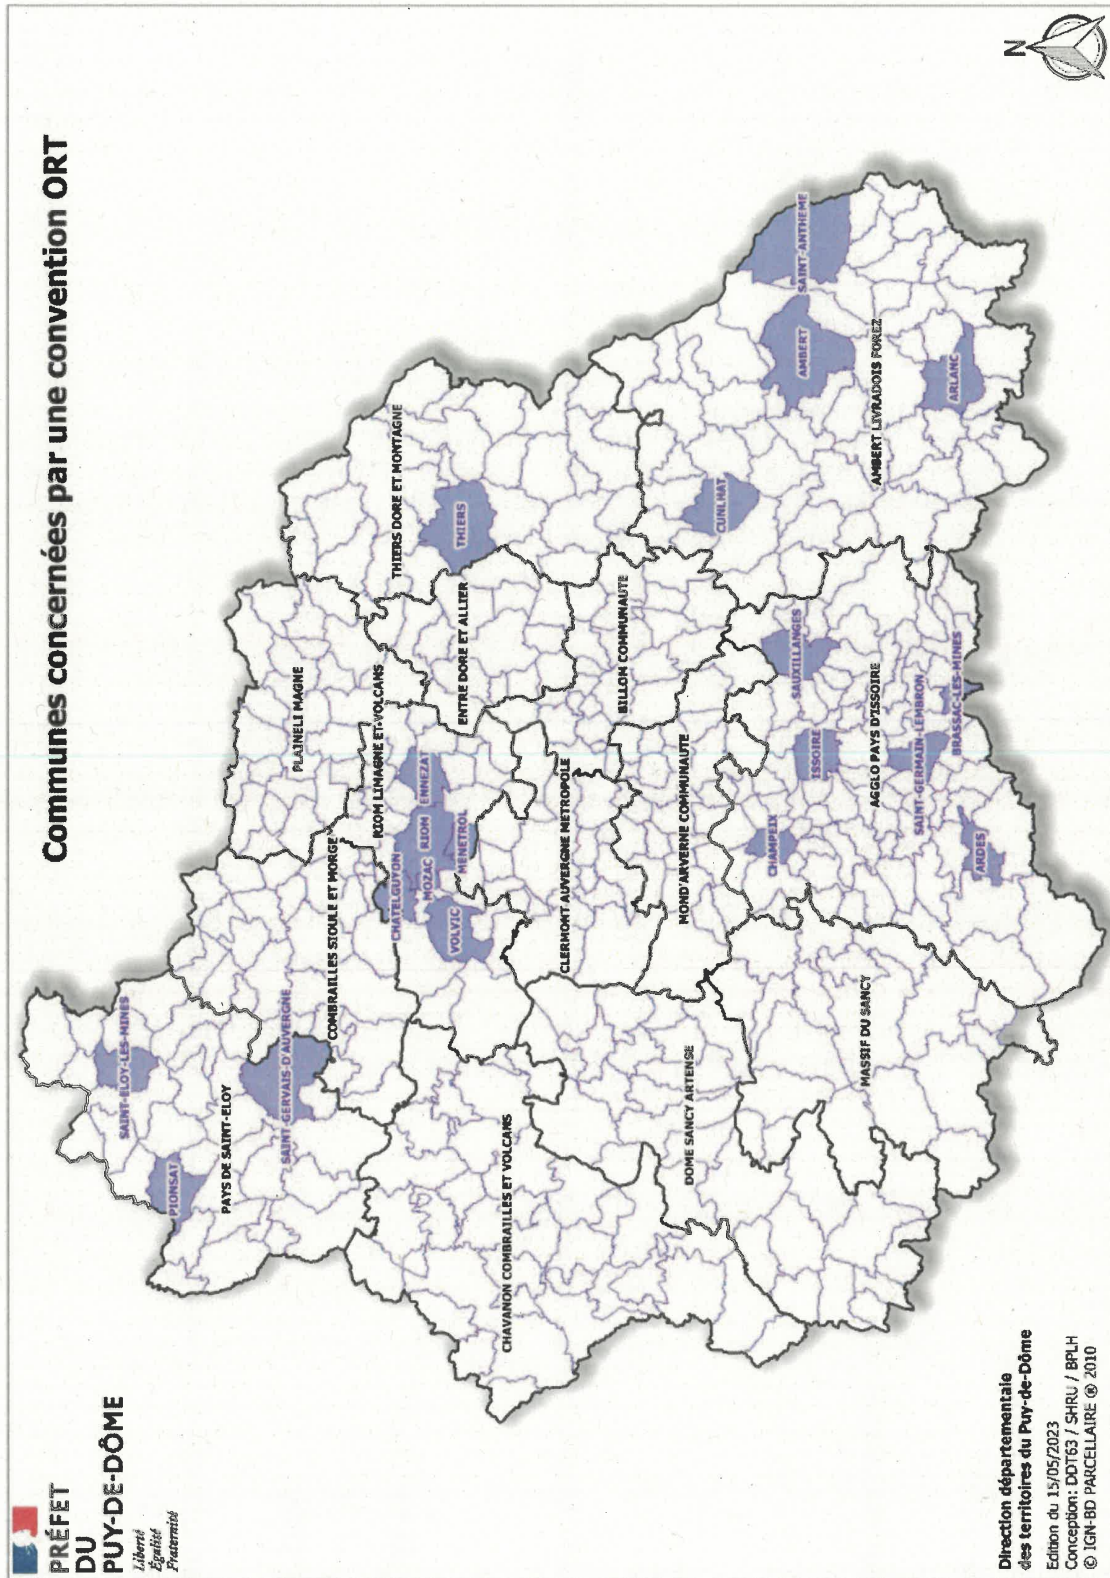 PRÉFET
DU
PUY-DE-DÔME
Liberté
Égalité
Fraternité
Communes concernées par une convention ORT
N
SAINT-ELOY-LES-MINES
PIONSAT
PAYS DE SAINT-ELOY
SAINT-GERVAIS-D'AUVERGNE
COMBRAILLES SIOULE ET MORGE
PLAINELI MAGNE
RIOM LIMAGNE ET VOLCANS
THIERS DORE ET MONTAGNE
THIERS
CHATELGUYON
MOZAC
RIOM
ENNEZAT
MENETROL
VOLVIC
ENTRE DORE ET ALLIER
CHAVANON COMBRAILLES ET VOLCANS
CLERMONT AUVERGNE METROPOLE
BILLOM COMMUNAUTE
MOND'ARVERNE COMMUNAUTE
DOME SANCY ARTENSE
CUNLHAT
AMBERT
SAINT-ANTHEME
SAUXILLANGES
CHAMPEIX
ISSOIRE
AGGLO PAYS D'ISSOIRE
AMBERT LIVRADOIS FOREZ
MASSIF DU SANCY
SAINT-GERMAIN-LEMBRON
BRASSAC-LES-MINES
ARLANC
ARDES
Direction départementale
des territoires du Puy-de-Dôme
Edition du 15/05/2023
Conception: DDT63 / SHRU / BPLH
© IGN-BD PARCELLAIRE ® 2010